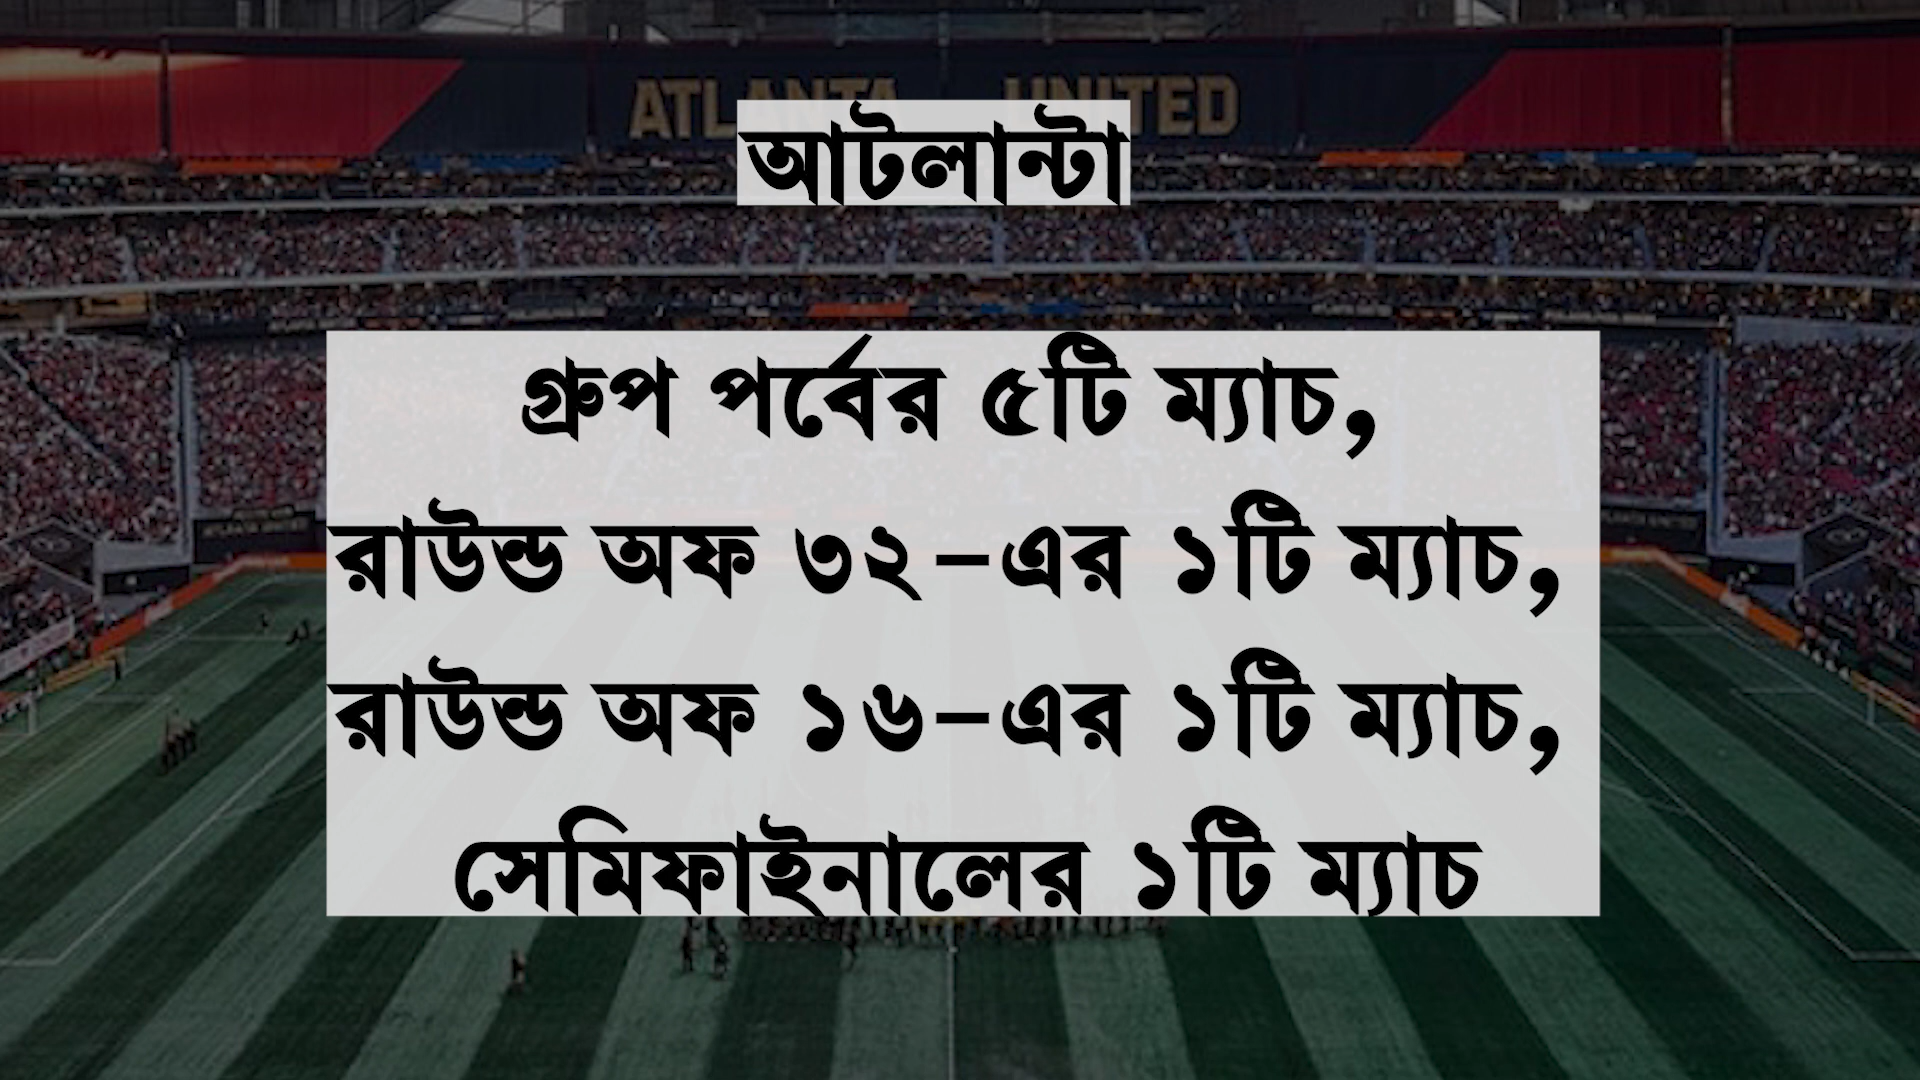 ATLANTA UNITED
আটলান্টা
গ্রুপ পর্বের ৫টি ম্যাচ,
রাউন্ড অফ ৩২-এর ১টি ম্যাচ,
রাউন্ড অফ ১৬-এর ১টি ম্যাচ,
সেমিফাইনালের ১টি ম্যাচ